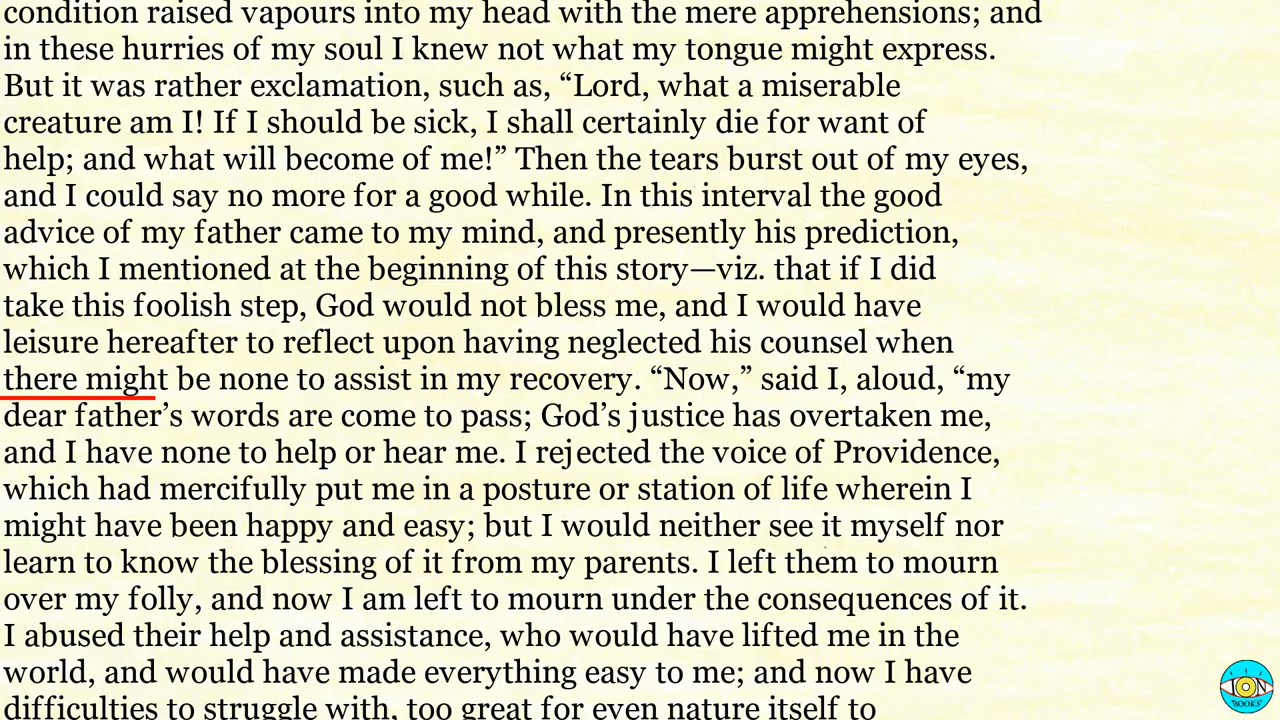 condition raised vapours into my head with the mere apprehensions; and
in these hurries of my soul I knew not what my tongue might express.
But it was rather exclamation, such as, “Lord, what a miserable
creature am I! If I should be sick, I shall certainly die for want of
help; and what will become of me!” Then the tears burst out of my eyes,
and I could say no more for a good while. In this interval the good
advice of my father came to my mind, and presently his prediction,
which I mentioned at the beginning of this story—viz. that if I did
take this foolish step, God would not bless me, and I would have
leisure hereafter to reflect upon having neglected his counsel when
there might be none to assist in my recovery. “Now,” said I, aloud, “my
dear father’s words are come to pass; God’s justice has overtaken me,
and I have none to help or hear me. I rejected the voice of Providence,
which had mercifully put me in a posture or station of life wherein I
might have been happy and easy; but I would neither see it myself nor
learn to know the blessing of it from my parents. I left them to mourn
over my folly, and now I am left to mourn under the consequences of it.
I abused their help and assistance, who would have lifted me in the
world, and would have made everything easy to me; and now I have
difficulties to struggle with, too great for even nature itself to
ION
BOOKS